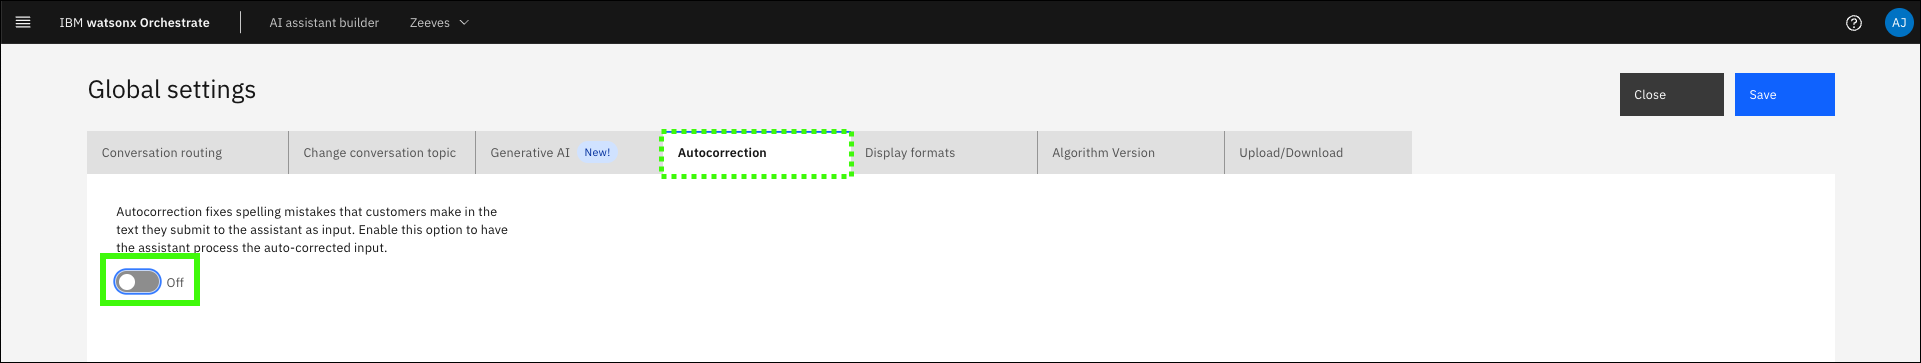 IBM watsonx Orchestrate
AI assistant builder
Zeeves
AJ
Global settings
Close
Save
Conversation routing
Change conversation topic
Generative AI New!
Autocorrection
Display formats
Algorithm Version
Upload/Download
Autocorrection fixes spelling mistakes that customers make in the
text they submit to the assistant as input. Enable this option to have
the assistant process the auto-corrected input.
Off